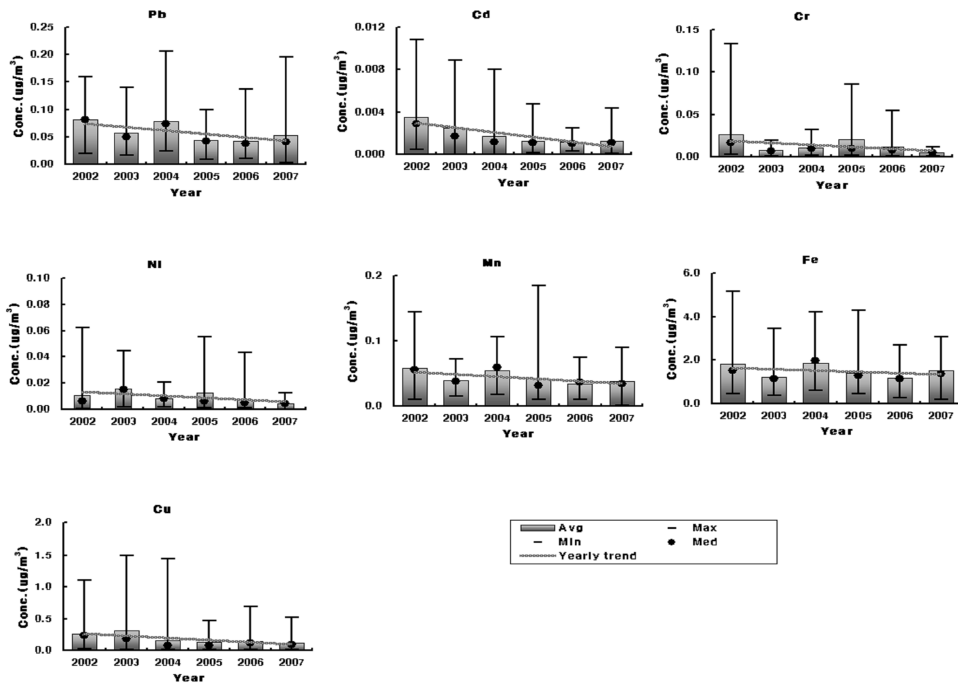 Pb
Conc.(ug/m³)
0.25
0.20
0.15
0.10
0.05
0.00
2002 2003 2004 2005 2006 2007
Year
Cd
Conc.(ug/m³)
0.012
0.008
0.004
0.000
2002 2003 2004 2005 2006 2007
Year
Cr
Conc.(ug/m³)
0.15
0.10
0.05
0.00
2002 2003 2004 2005 2006 2007
Year
Ni
Conc.(ug/m³)
0.10
0.08
0.06
0.04
0.02
0.00
2002 2003 2004 2005 2006 2007
Year
Mn
Conc.(ug/m³)
0.2
0.1
0.0
2002 2003 2004 2005 2006 2007
Year
Fe
Conc.(ug/m³)
6.0
4.0
2.0
0.0
2002 2003 2004 2005 2006 2007
Year
Cu
Conc.(ug/m³)
2.0
1.5
1.0
0.5
0.0
2002 2003 2004 2005 2006 2007
Year
Avg Max
Min Med
Yearly trend